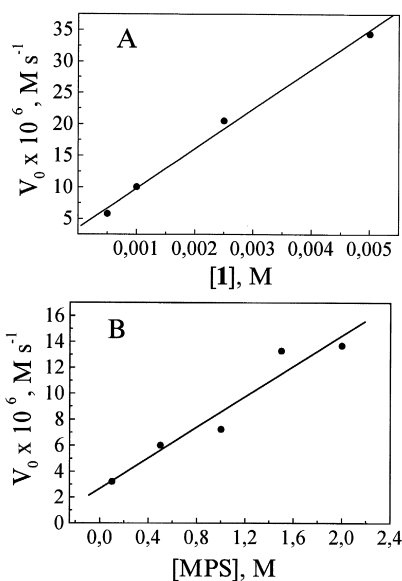 A
V₀ x 10⁻⁶, M s⁻¹
35
30
25
20
15
10
5
0,001 0,002 0,003 0,004 0,005
[1], M
B
V₀ x 10⁻⁶, M s⁻¹
16
14
12
10
8
6
4
2
0
0,0 0,4 0,8 1,2 1,6 2,0 2,4
[MPS], M